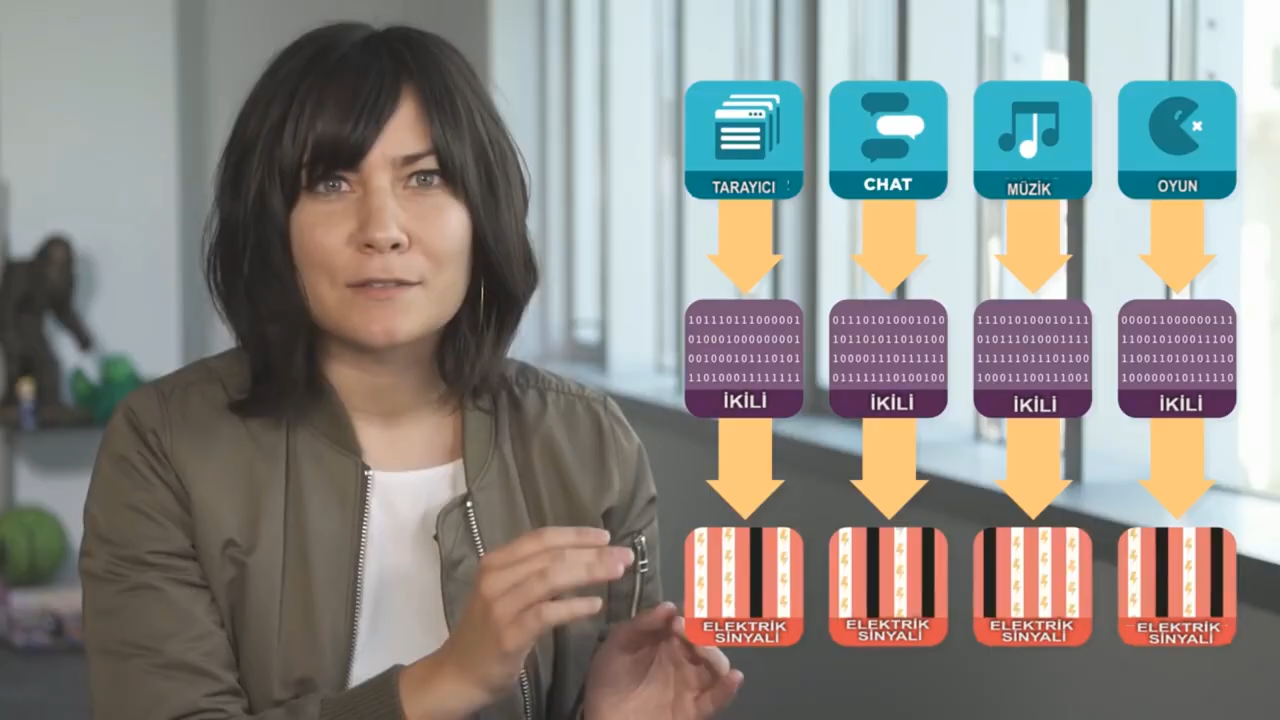 TARAYICI
CHAT
MÜZİK
OYUN
101110111000001
010001000000001
001000101110101
110100011111111
İKİLİ
011101010001010
101101011010100
100001110111111
011111110100100
İKİLİ
111010100010111
010111010001111
111111011101100
100011100111001
İKİLİ
000011000000111
110010100011100
110011010101100
100000010111110
İKİLİ
ELEKTRİK
SİNYALİ
ELEKTRİK
SİNYALİ
ELEKTRİK
SİNYALİ
ELEKTRİK
SİNYALİ